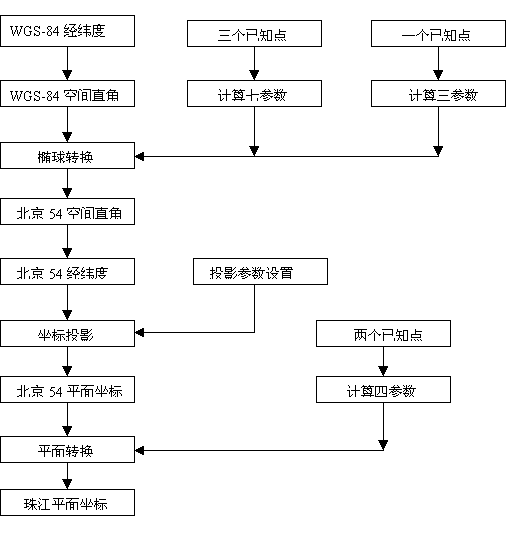 WGS-84 经纬度
三个已知点
一个已知点
WGS-84 空间直角
计算七参数
计算三参数
椭球转换
北京 54 空间直角
北京 54 经纬度
投影参数设置
坐标投影
两个已知点
北京 54 平面坐标
计算四参数
平面转换
珠江平面坐标